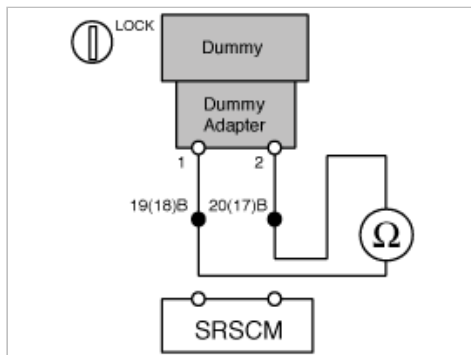 LOCK
Dummy
Dummy
Adapter
1 2
19(18)B 20(17)B
Ω
SRSCM